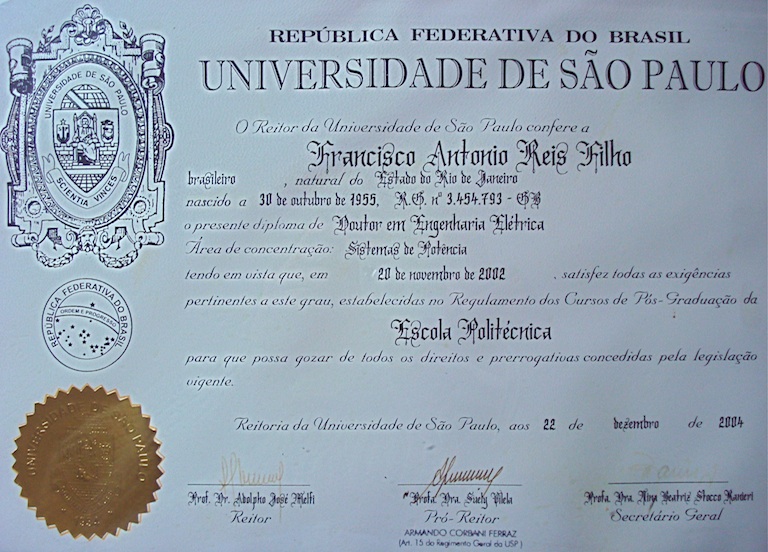 REPÚBLICA FEDERATIVA DO BRASIL
UNIVERSIDADE DE SÃO PAULO
O Reitor da Universidade de São Paulo confere a
Francisco Antonio Reis Filho
brasileiro , natural do Estado do Rio de Janeiro
nascido a 30 de outubro de 1955, R.G. nº 3.454.793 - GB
o presente diploma de Doutor em Engenharia Elétrica
Área de concentração: Sistemas de Potência
tendo em vista que, em 20 de novembro de 2002 , satisfez todas as exigências
pertinentes a este grau, estabelecidas no Regulamento dos Cursos de Pós-Graduação da
Escola Politécnica
para que possa gozar de todos os direitos e prerrogativas concedidas pela legislação
vigente.
Reitoria da Universidade de São Paulo, aos 22 de dezembro de 2004
Prof. Dr. Adolpho José Melfi
Reitor
Profa. Dra. Suely Vilela
Pró-Reitor
ARMANDO CORBANI FERRAZ
(Art. 15 do Regimento Geral da USP)
Profa. Dra. Nina Beatriz Stocco Ranieri
Secretário Geral
UNIVERSIDADE DE SÃO PAULO
SCIENTIA VINCES
REPÚBLICA FEDERATIVA DO BRASIL
ORDEM E PROGRESSO
UNIVERSIDADE DE SÃO PAULO